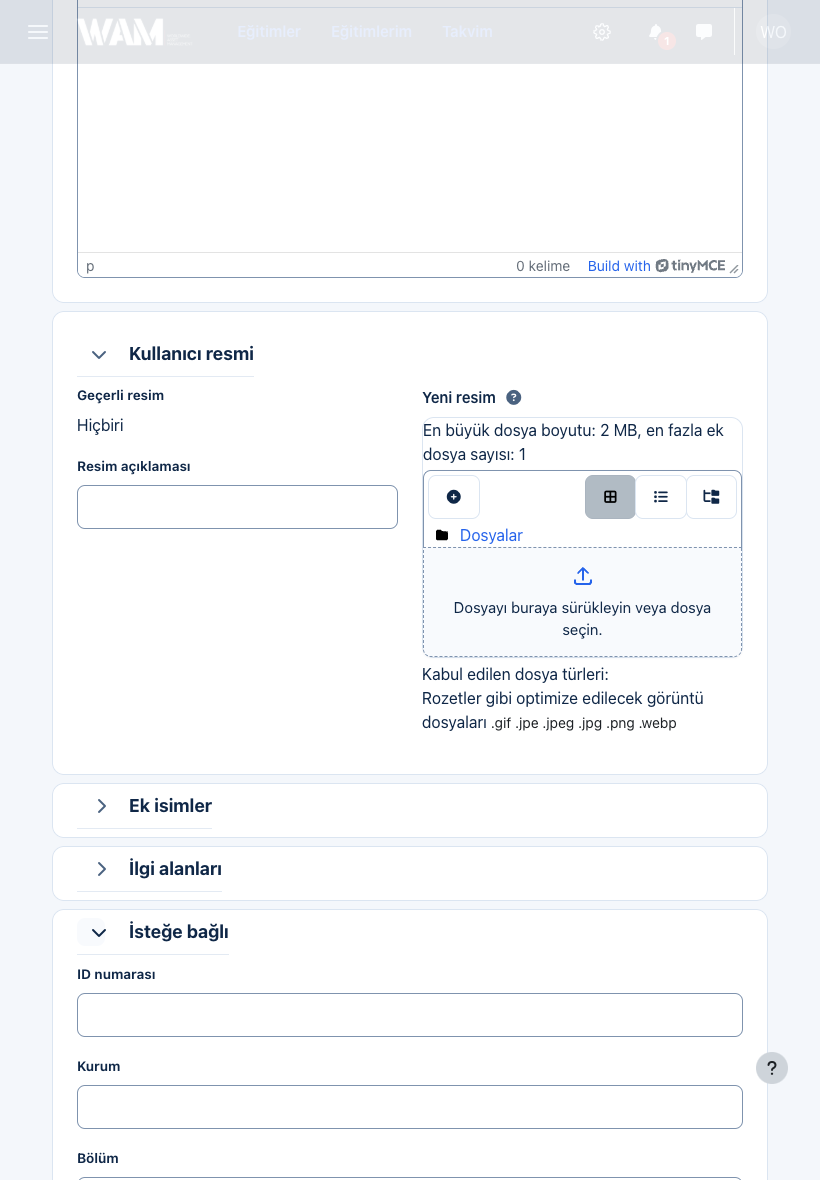 WAM
Eğitimler
Eğitimlerim
Takvim
1
WO
p
0 kelime
Build with tinyMCE
Kullanıcı resmi
Geçerli resim
Hiçbiri
Resim açıklaması
Yeni resim ?
En büyük dosya boyutu: 2 MB, en fazla ek
dosya sayısı: 1
Dosyalar
Dosyayı buraya sürükleyin veya dosya
seçin.
Kabul edilen dosya türleri:
Rozetler gibi optimize edilecek görüntü
dosyaları .gif .jpe .jpeg .jpg .png .webp
Ek isimler
İlgi alanları
İsteğe bağlı
ID numarası
Kurum
?
Bölüm